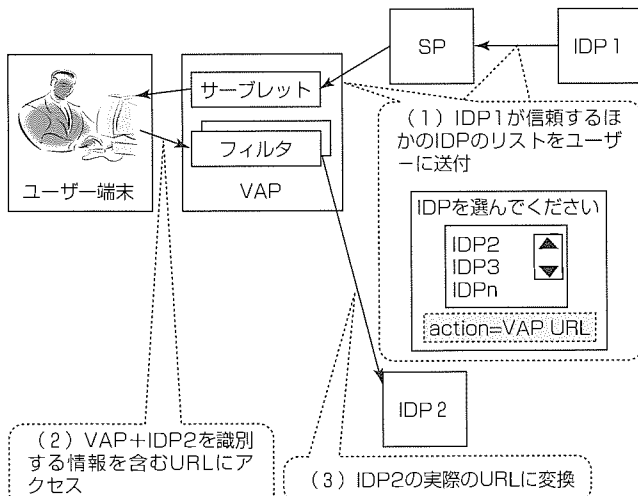 SP
IDP1
サーブレット
フィルタ
ユーザー端末
VAP
(1)IDP1が信頼するほ
かのIDPのリストをユーザ
ーに送付
IDPを選んでください
IDP2
IDP3
IDPn
action=VAP URL
IDP2
(2)VAP+IDP2を識別
する情報を含むURLにア
クセス
(3)IDP2の実際のURLに変換